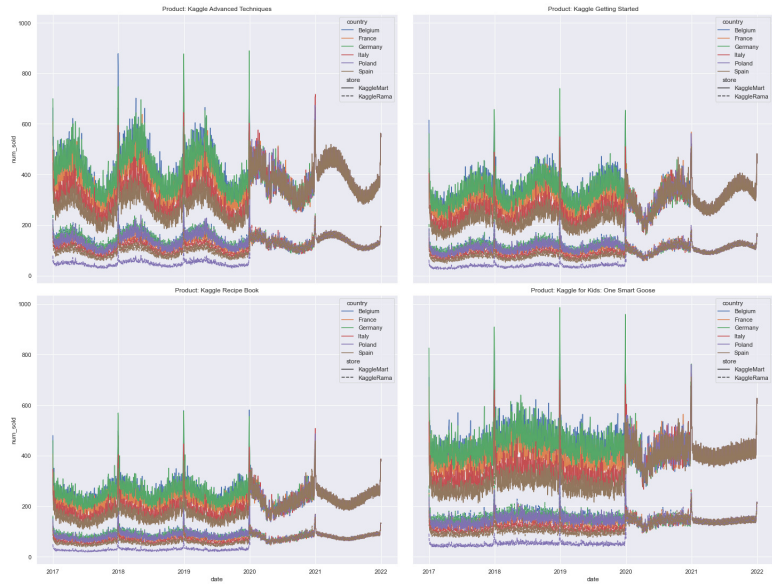 Product: Kaggle Advanced Techniques
1000
800
600
400
200
0
num_sold
country
Belgium
France
Germany
Italy
Poland
Spain
store
KaggleMart
KaggleRama
Product: Kaggle Getting Started
country
Belgium
France
Germany
Italy
Poland
Spain
store
KaggleMart
KaggleRama
Product: Kaggle Recipe Book
1000
800
600
400
200
0
num_sold
country
Belgium
France
Germany
Italy
Poland
Spain
store
KaggleMart
KaggleRama
2017 2018 2019 2020 2021 2022
date
Product: Kaggle for Kids: One Smart Goose
country
Belgium
France
Germany
Italy
Poland
Spain
store
KaggleMart
KaggleRama
2017 2018 2019 2020 2021 2022
date